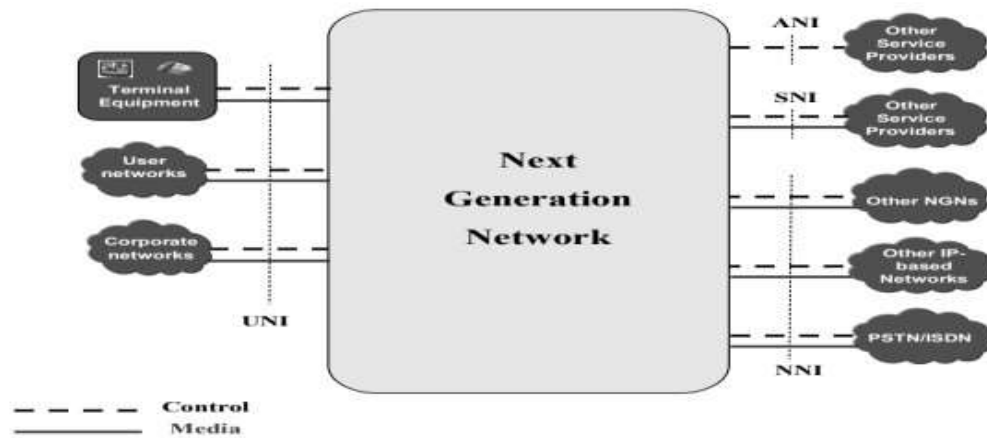 ANI
Other
Service
Providers
Terminal
Equipment
SNI
Other
Service
Providers
User
networks
Next
Generation
Network
Other NGNs
Corporate
networks
Other IP-
based
Networks
UNI
PSTN/ISDN
NNI
Control
Media